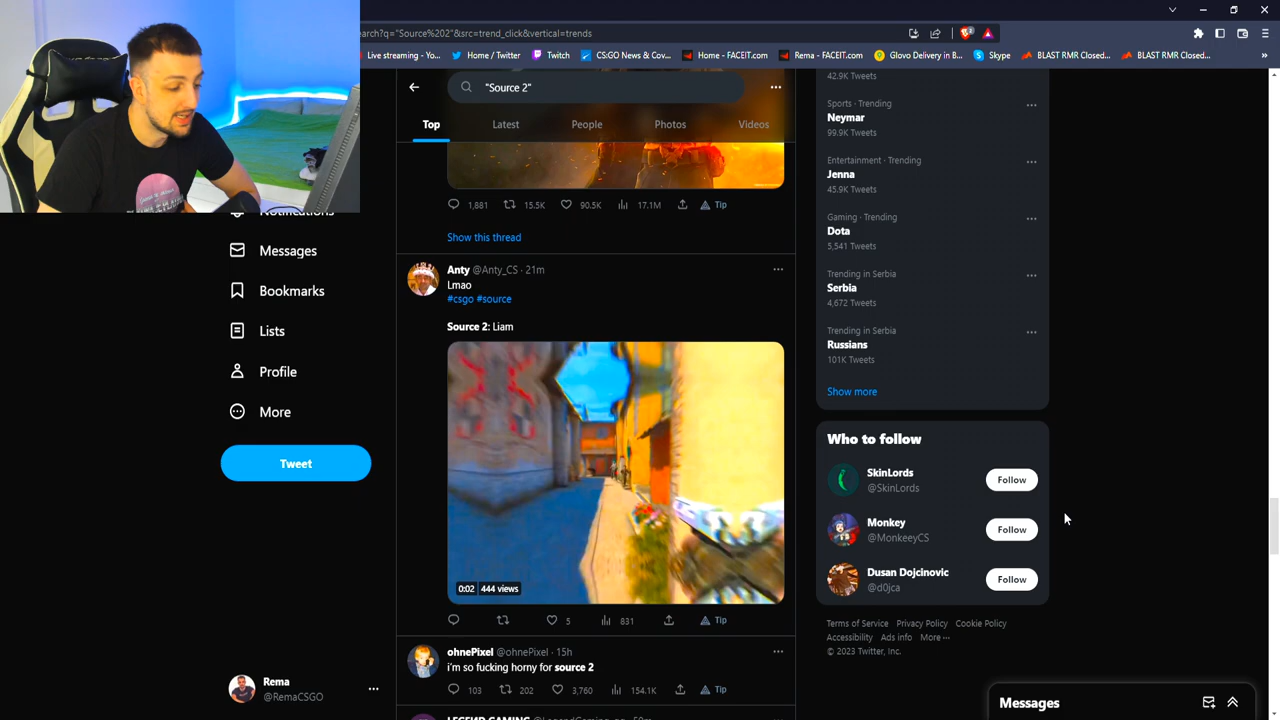 earch?q="Source%202"&src=trend_click&vertical=trends
Live streaming - Yo...
Home / Twitter
Twitch
CS:GO News & Cov...
Home - FACEIT.com
Rema - FACEIT.com
Glovo Delivery in B...
Skype
BLAST RMR Closed...
BLAST RMR Closed...
"Source 2"
Top
Latest
People
Photos
Videos
1,881
15.5K
90.5K
17.1M
Tip
Show this thread
Anty @Anty_CS · 21m
Lmao
#csgo #source
Source 2: Liam
0:02
444 views
5
831
Tip
ohnePixel @ohnePixel · 15h
i'm so fucking horny for source 2
103
202
3,760
154.1K
Tip
LEGEND GAMING
Notifications
Messages
Bookmarks
Lists
Profile
More
Tweet
Rema
@RemaCSGO
42.9K Tweets
Sports · Trending
Neymar
99.9K Tweets
Entertainment · Trending
Jenna
45.9K Tweets
Gaming · Trending
Dota
5,541 Tweets
Trending in Serbia
Serbia
4,672 Tweets
Trending in Serbia
Russians
101K Tweets
Show more
Who to follow
SkinLords
@SkinLords
Follow
Monkey
@MonkeeyCS
Follow
Dusan Dojcinovic
@d0jca
Follow
Terms of Service Privacy Policy Cookie Policy
Accessibility Ads info More ...
© 2023 Twitter, Inc.
Messages